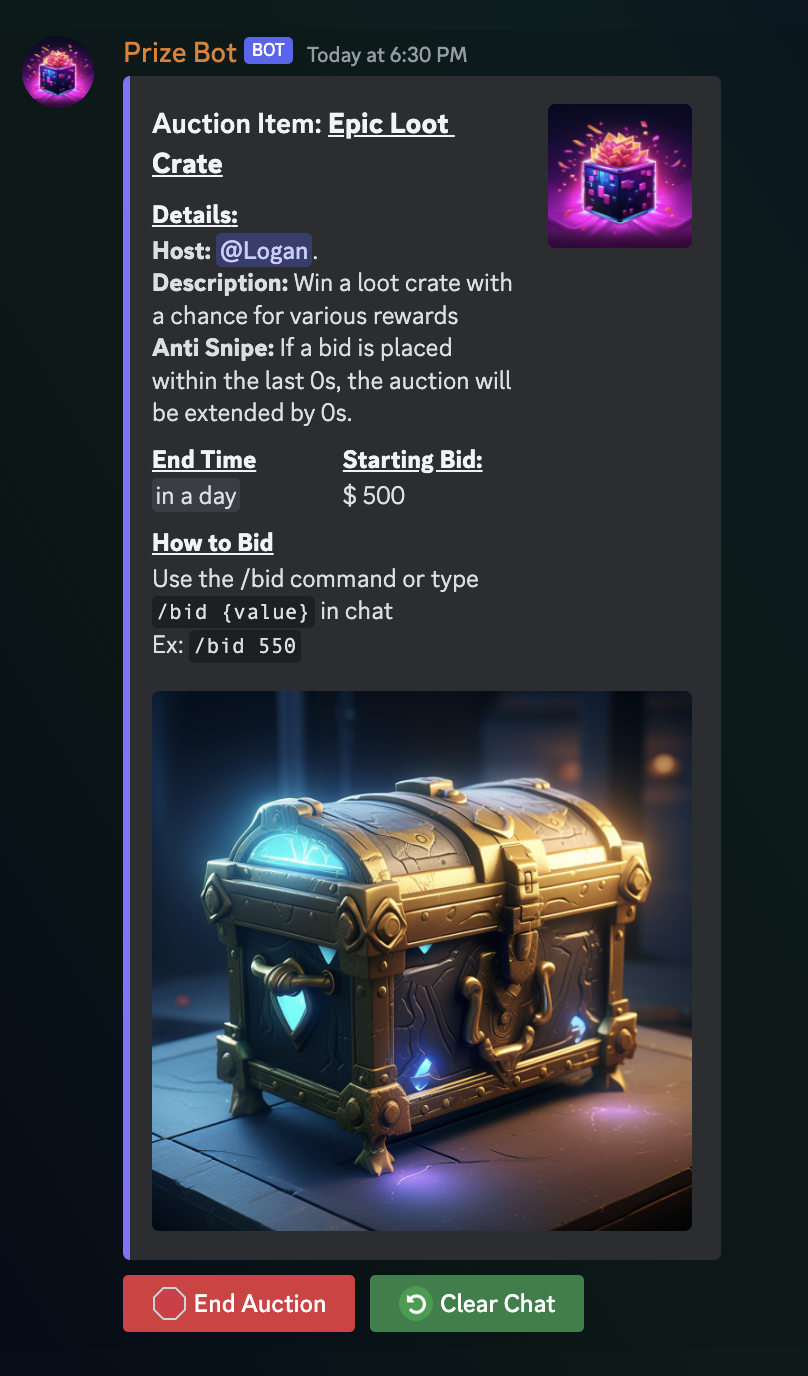 Prize Bot BOT Today at 6:30 PM
Auction Item: Epic Loot
Crate
Details:
Host: @Logan.
Description: Win a loot crate with
a chance for various rewards
Anti Snipe: If a bid is placed
within the last 0s, the auction will
be extended by 0s.
End Time Starting Bid:
in a day $ 500
How to Bid
Use the /bid command or type
/bid {value} in chat
Ex: /bid 550
End Auction Clear Chat